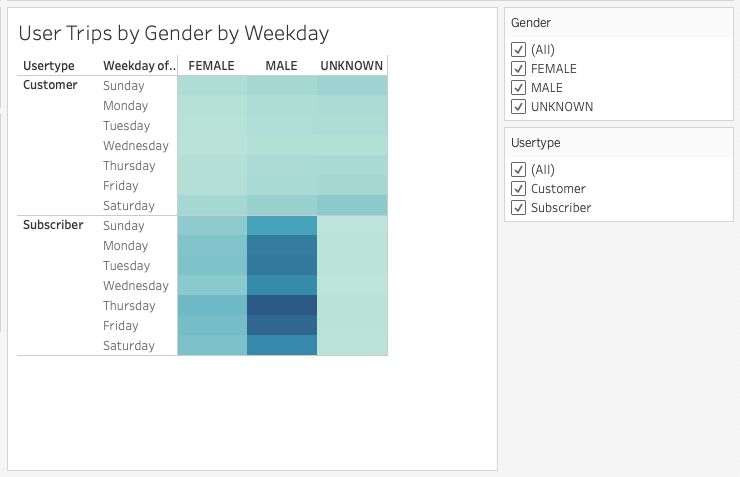 User Trips by Gender by Weekday
Usertype Weekday of.. FEMALE MALE UNKNOWN
Customer Sunday
Monday
Tuesday
Wednesday
Thursday
Friday
Saturday
Subscriber Sunday
Monday
Tuesday
Wednesday
Thursday
Friday
Saturday
Gender
(All)
FEMALE
MALE
UNKNOWN
Usertype
(All)
Customer
Subscriber